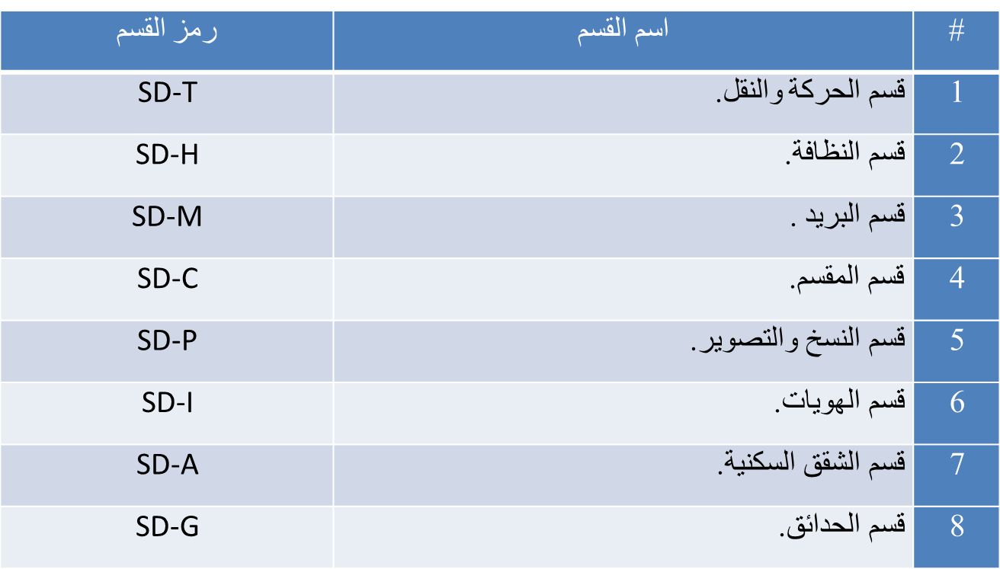 # اسم القسم رمز القسم
1 قسم الحركة والنقل. SD-T
2 قسم النظافة. SD-H
3 قسم البريد . SD-M
4 قسم المقسم. SD-C
5 قسم النسخ والتصوير. SD-P
6 قسم الهويات. SD-I
7 قسم الشقق السكنية. SD-A
8 قسم الحدائق. SD-G